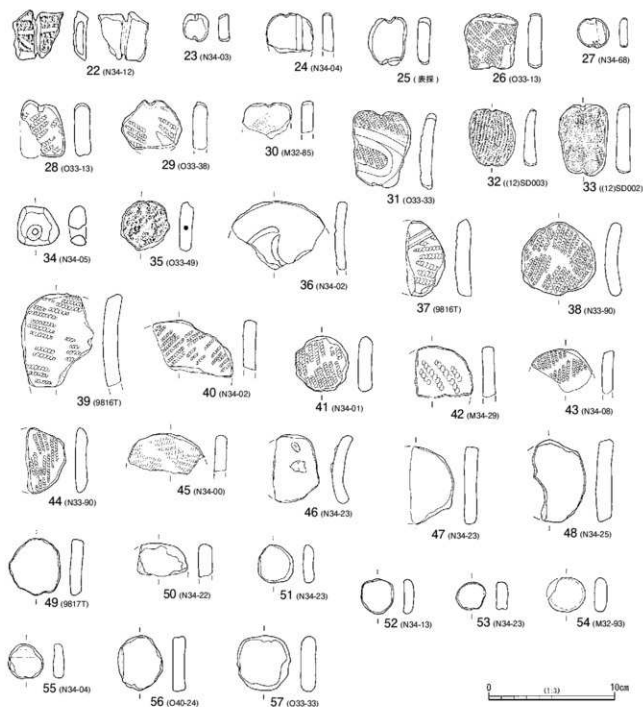 22 (N34-12)
23 (N34-03)
24 (N34-04)
25 (表採)
26 (O33-13)
27 (N34-68)
28 (O33-13)
29 (O33-38)
30 (M32-85)
31 (O33-33)
32 ((12)SD003)
33 ((12)SD002)
34 (N34-05)
35 (O33-49)
36 (N34-02)
37 (9816T)
38 (N33-90)
39 (9816T)
40 (N34-02)
41 (N34-01)
42 (M34-29)
43 (N34-08)
44 (N33-90)
45 (N34-00)
46 (N34-23)
47 (N34-23)
48 (N34-25)
49 (9817T)
50 (N34-22)
51 (N34-23)
52 (N34-13)
53 (N34-23)
54 (M32-93)
55 (N34-04)
56 (O40-24)
57 (O33-33)
0 (1:3) 10cm